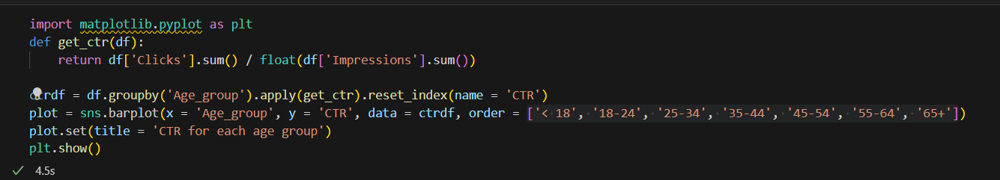 import matplotlib.pyplot as plt
def get_ctr(df):
    return df['Clicks'].sum() / float(df['Impressions'].sum())
ctrdf = df.groupby('Age_group').apply(get_ctr).reset_index(name = 'CTR')
plot = sns.barplot(x = 'Age_group', y = 'CTR', data = ctrdf, order = ['< 18', '18-24', '25-34', '35-44', '45-54', '55-64', '65+'])
plot.set(title = 'CTR for each age group')
plt.show()
4.5s